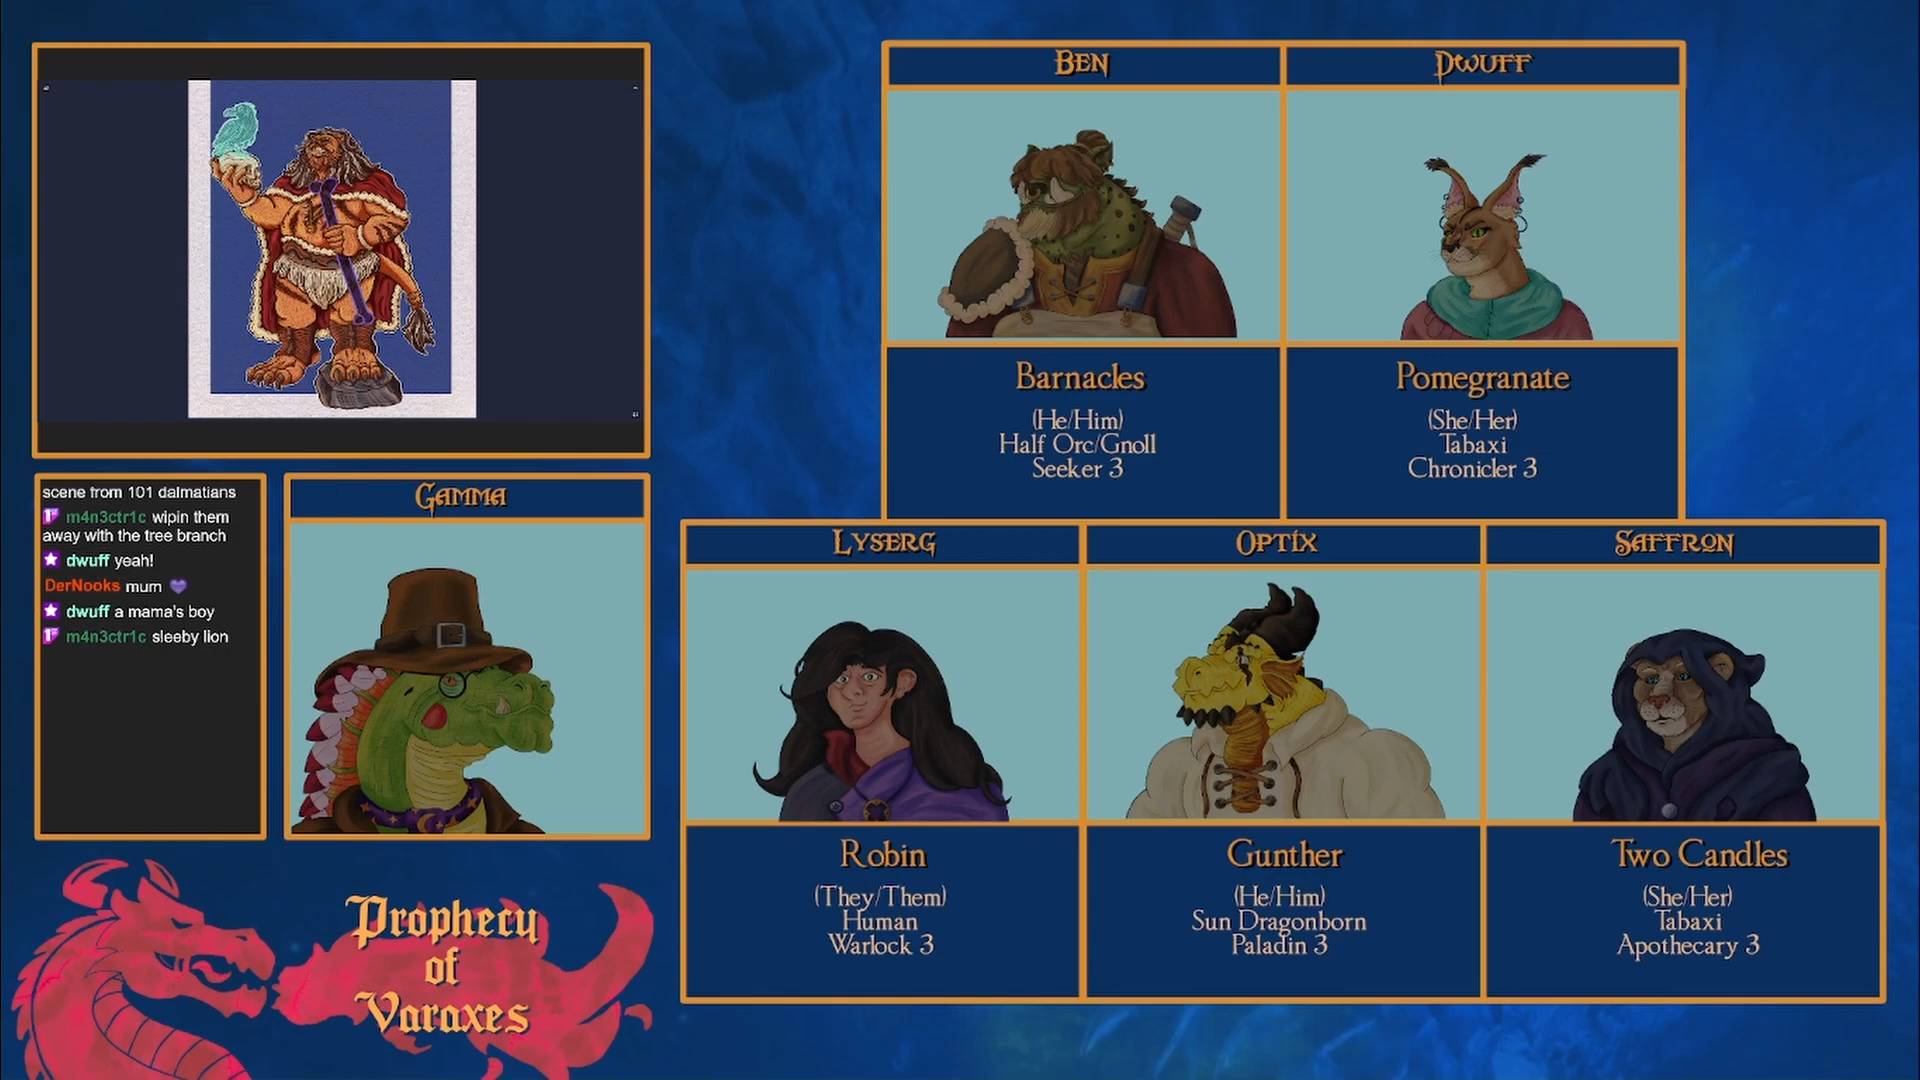 scene from 101 dalmatians
m4n3ctr1c wipin them
away with the tree branch
dwuff yeah!
DerNooks mum 💜
dwuff a mama's boy
m4n3ctr1c sleeby lion
Gamma
Prophecy
of
Varaxes
Ben
Barnacles
(He/Him)
Half Orc/Gnoll
Seeker 3
Dwuff
Pomegranate
(She/Her)
Tabaxi
Chronicler 3
Lyserg
Robin
(They/Them)
Human
Warlock 3
Optix
Gunther
(He/Him)
Sun Dragonborn
Paladin 3
Saffron
Two Candles
(She/Her)
Tabaxi
Apothecary 3